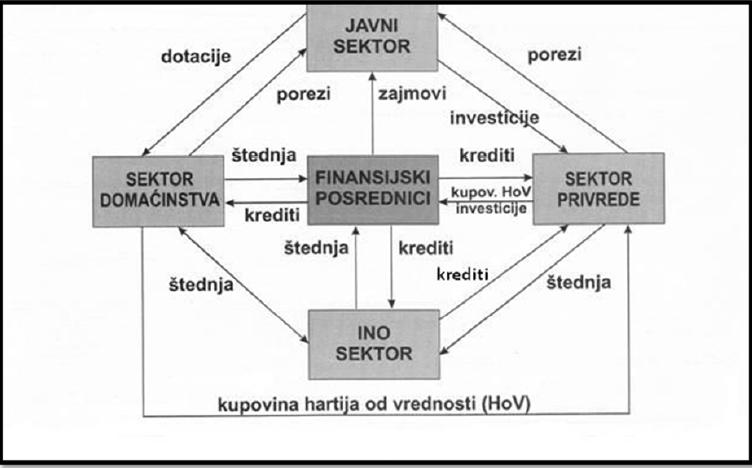 JAVNI
SEKTOR
dotacije
porezi
porezi
zajmovi
investicije
štednja
krediti
SEKTOR
DOMAĆINSTVA
FINANSIJSKI
POSREDNICI
kupov. HoV
investicije
SEKTOR
PRIVREDE
krediti
štednja
krediti
krediti
štednja
štednja
INO
SEKTOR
kupovina hartija od vrednosti (HoV)